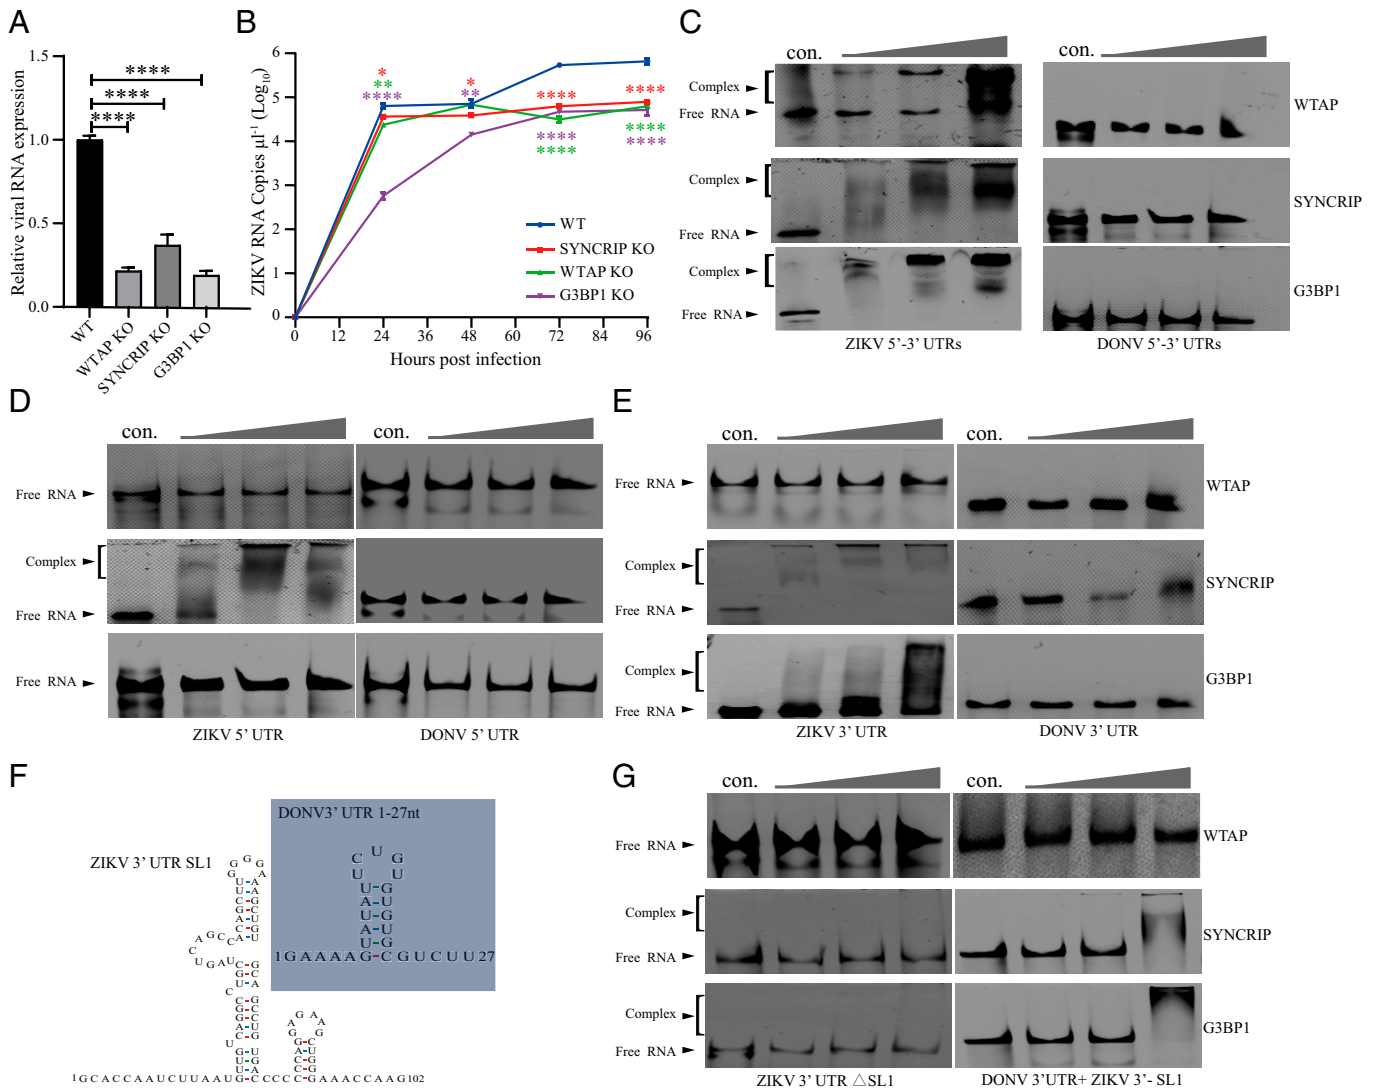 A
Relative viral RNA expression
1.5
1.0
0.5
0.0
****
****
****
WT
WTAP KO
SYNCRIP KO
G3BP1 KO
B
ZIKV RNA Copies μl-1 (Log10)
6
5
4
3
2
1
0
*
**
****
*
**
****
****
****
****
****
****
WT
SYNCRIP KO
WTAP KO
G3BP1 KO
0 12 24 36 48 60 72 84 96
Hours post infection
C
con.
con.
Complex
Free RNA
WTAP
Complex
Free RNA
SYNCRIP
Complex
Free RNA
G3BP1
ZIKV 5'-3' UTRs
DONV 5'-3' UTRs
D
con.
con.
Free RNA
Complex
Free RNA
Free RNA
ZIKV 5' UTR
DONV 5' UTR
E
con.
con.
Free RNA
WTAP
Complex
Free RNA
SYNCRIP
Complex
Free RNA
G3BP1
ZIKV 3' UTR
DONV 3' UTR
F
ZIKV 3' UTR SL1
DONV3' UTR 1-27nt
1GAAAAG-CGUCUU27
1GCACCAAUCUUAAUG-CCCCCGAAACCAAG102
G
con.
con.
Free RNA
WTAP
Complex
Free RNA
SYNCRIP
Complex
Free RNA
G3BP1
ZIKV 3' UTR △SL1
DONV 3'UTR+ ZIKV 3'- SL1